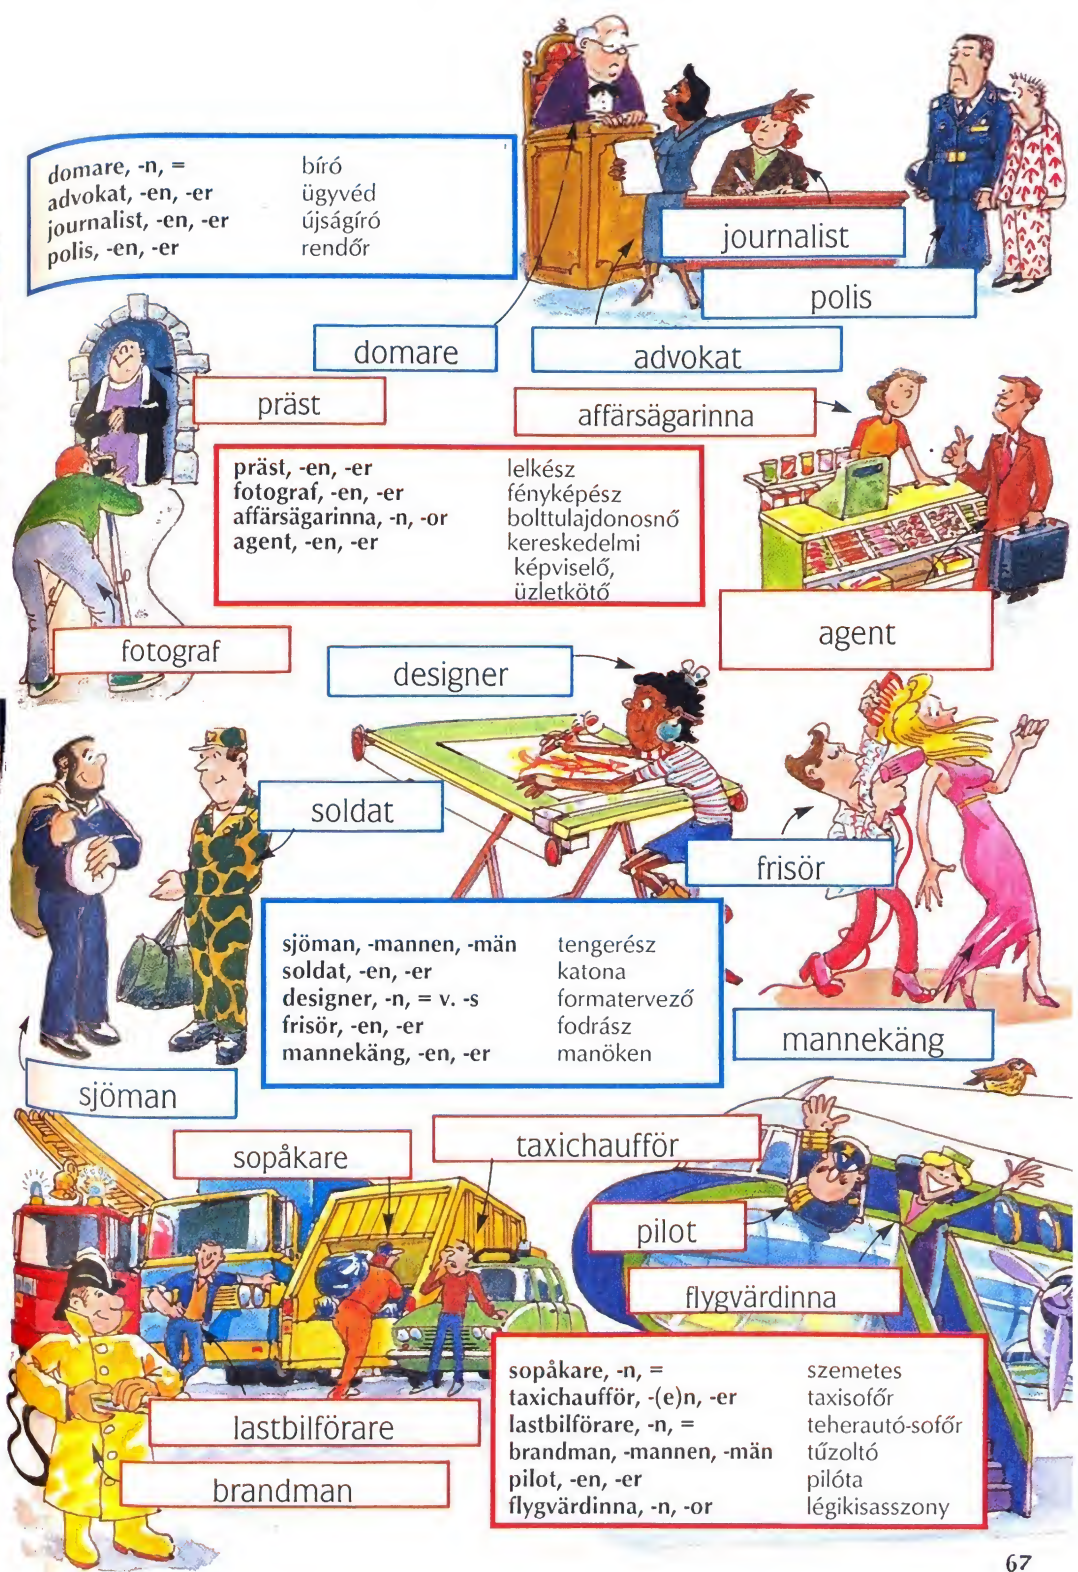 domare, -n, = bíró
advokat, -en, -er ügyvéd
journalist, -en, -er újságíró
polis, -en, -er rendőr
journalist
polis
domare
advokat
präst
affärsägarinna
präst, -en, -er lelkész
fotograf, -en, -er fényképész
affärsägarinna, -n, -or bolttulajdonosnő
agent, -en, -er kereskedelmi
képviselő,
üzletkötő
agent
fotograf
designer
soldat
frisör
sjöman, -mannen, -män tengerész
soldat, -en, -er katona
designer, -n, = v. -s formatervező
frisör, -en, -er fodrász
mannekäng, -en, -er manöken
mannekäng
sjöman
sopåkare
taxichaufför
pilot
flygvärdinna
sopåkare, -n, = szemetes
taxichaufför, -(e)n, -er taxisofőr
lastbilförare, -n, = teherautó-sofőr
brandman, -mannen, -män tűzoltó
pilot, -en, -er pilóta
flygvärdinna, -n, -or légikisasszony
lastbilförare
brandman
67